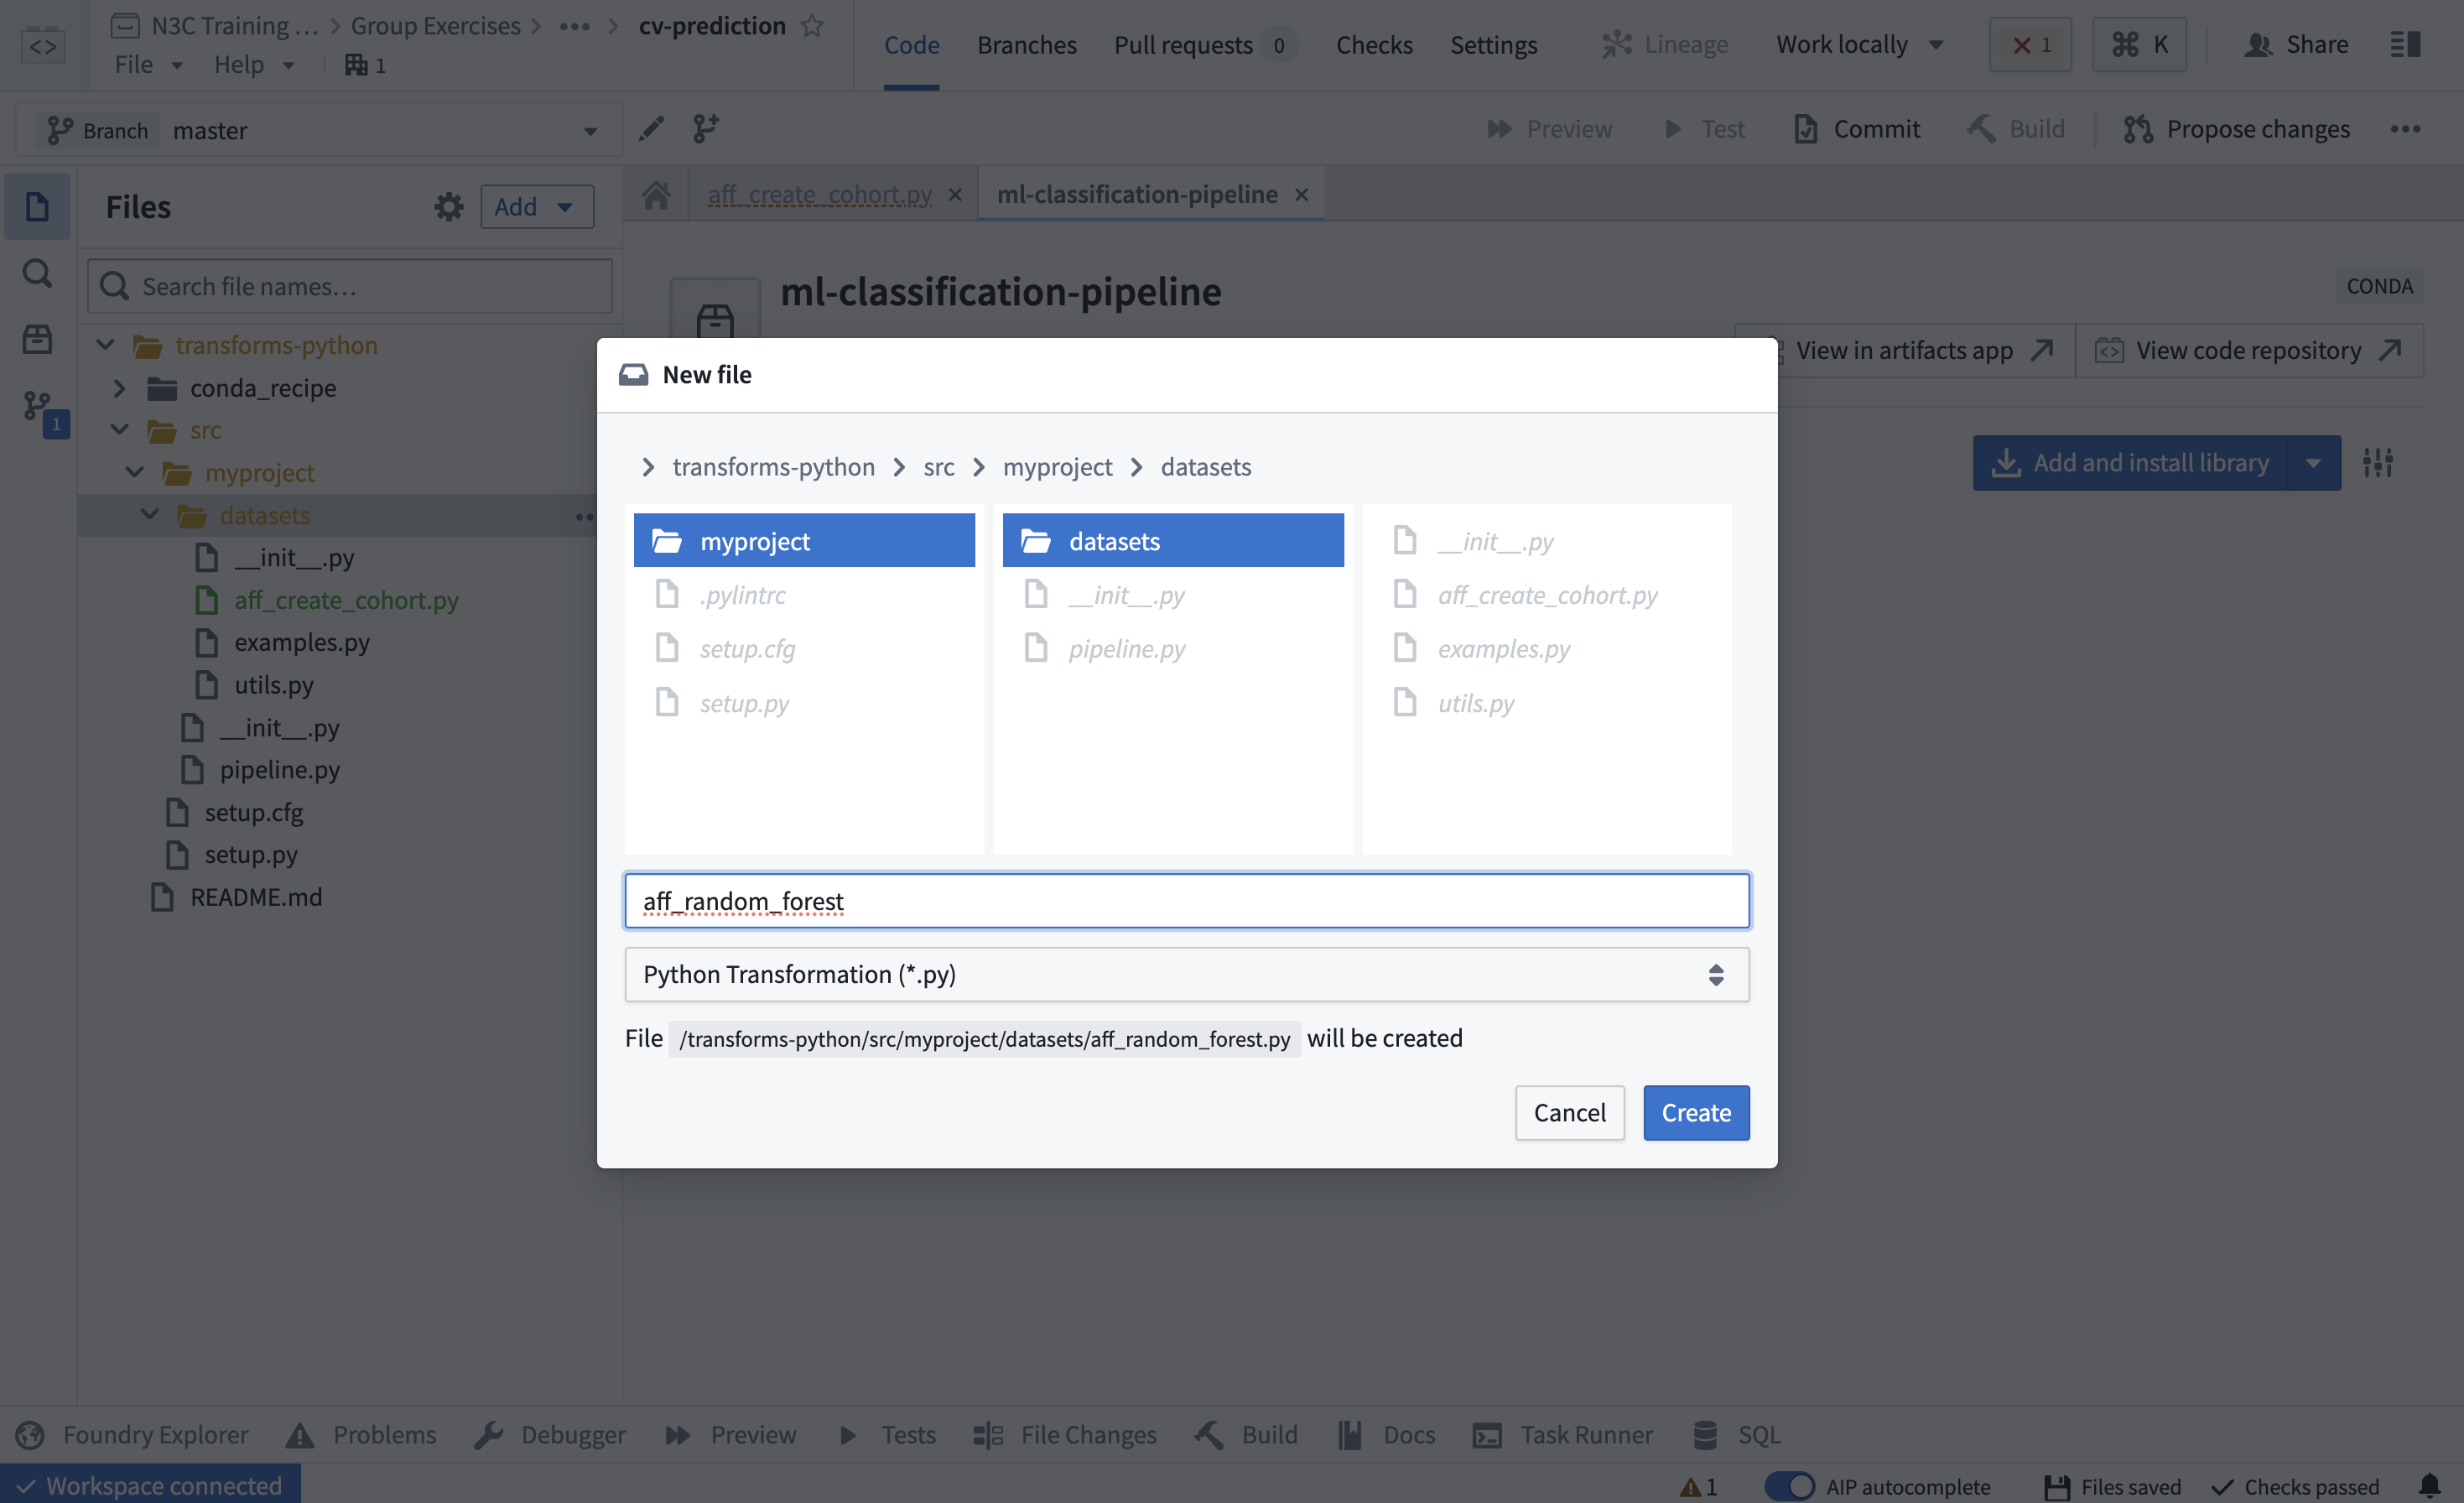 N3C Training ... > Group Exercises > ••• > cv-prediction
File Help 1
Code Branches Pull requests 0 Checks Settings Lineage Work locally 1 ⌘ K Share
Branch master
Preview Test Commit Build Propose changes •••
Files
Add
aff_create_cohort.py
ml-classification-pipeline
Search file names…
transforms-python
conda_recipe
src
1
myproject
datasets
__init__.py
aff_create_cohort.py
examples.py
utils.py
__init__.py
pipeline.py
setup.cfg
setup.py
README.md
ml-classification-pipeline
CONDA
View in artifacts app
View code repository
Add and install library
New file
> transforms-python > src > myproject > datasets
myproject
.pylintrc
setup.cfg
setup.py
datasets
__init__.py
pipeline.py
__init__.py
aff_create_cohort.py
examples.py
utils.py
aff_random_forest
Python Transformation (*.py)
File /transforms-python/src/myproject/datasets/aff_random_forest.py will be created
Cancel
Create
Foundry Explorer Problems Debugger Preview Tests File Changes Build Docs Task Runner SQL
Workspace connected
1 AIP autocomplete Files saved Checks passed